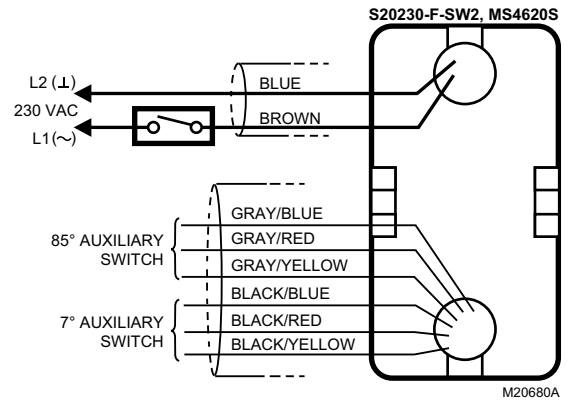 S20230-F-SW2, MS4620S
L2 (⊥)
BLUE
230 VAC
BROWN
L1(∼)
GRAY/BLUE
85° AUXILIARY
SWITCH
GRAY/RED
GRAY/YELLOW
BLACK/BLUE
7° AUXILIARY
SWITCH
BLACK/RED
BLACK/YELLOW
M20680A